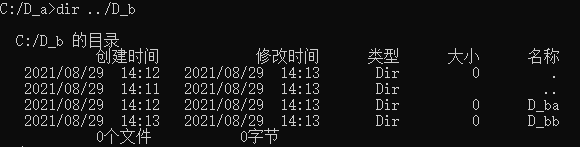 C:/D_a>dir ../D_b
C:/D_b 的目录
创建时间 修改时间 类型 大小 名称
2021/08/29 14:12 2021/08/29 14:13 Dir 0 .
2021/08/29 14:11 2021/08/29 14:13 Dir ..
2021/08/29 14:12 2021/08/29 14:13 Dir 0 D_ba
2021/08/29 14:13 2021/08/29 14:13 Dir 0 D_bb
0个文件 0字节